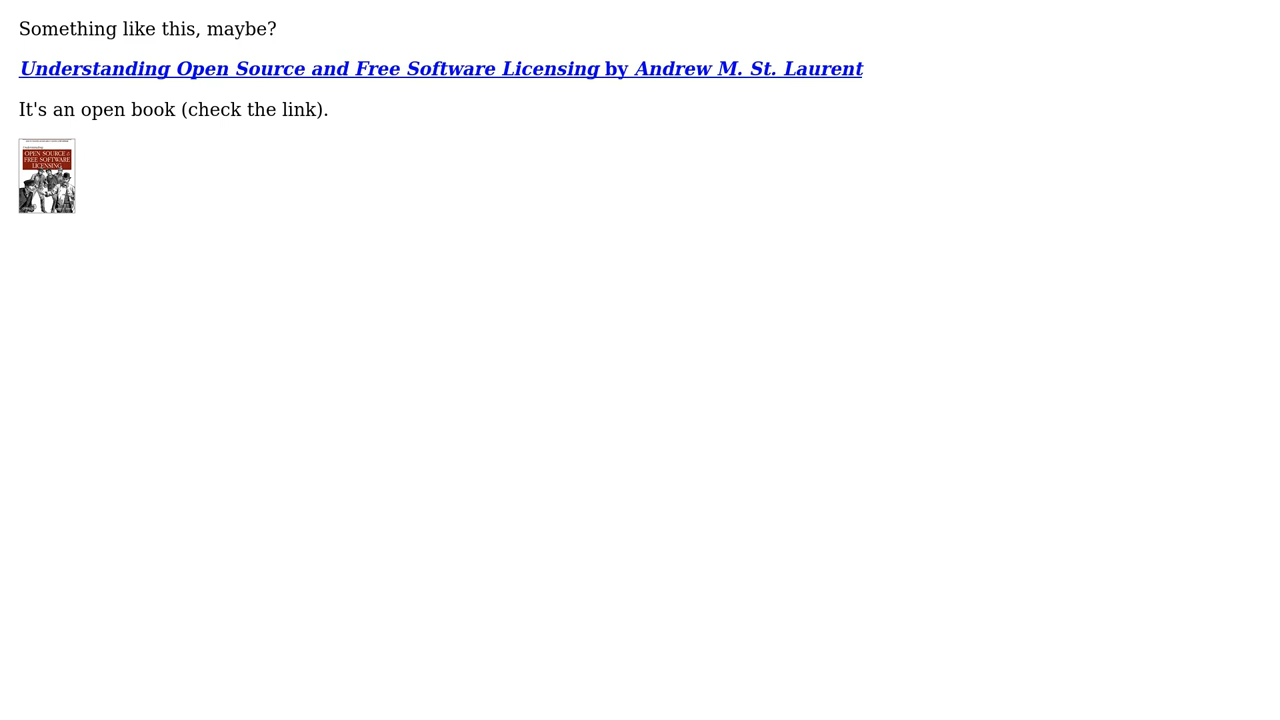 Something like this, maybe?
Understanding Open Source and Free Software Licensing by Andrew M. St. Laurent
It's an open book (check the link).
OPEN SOURCE &
FREE SOFTWARE
LICENSING